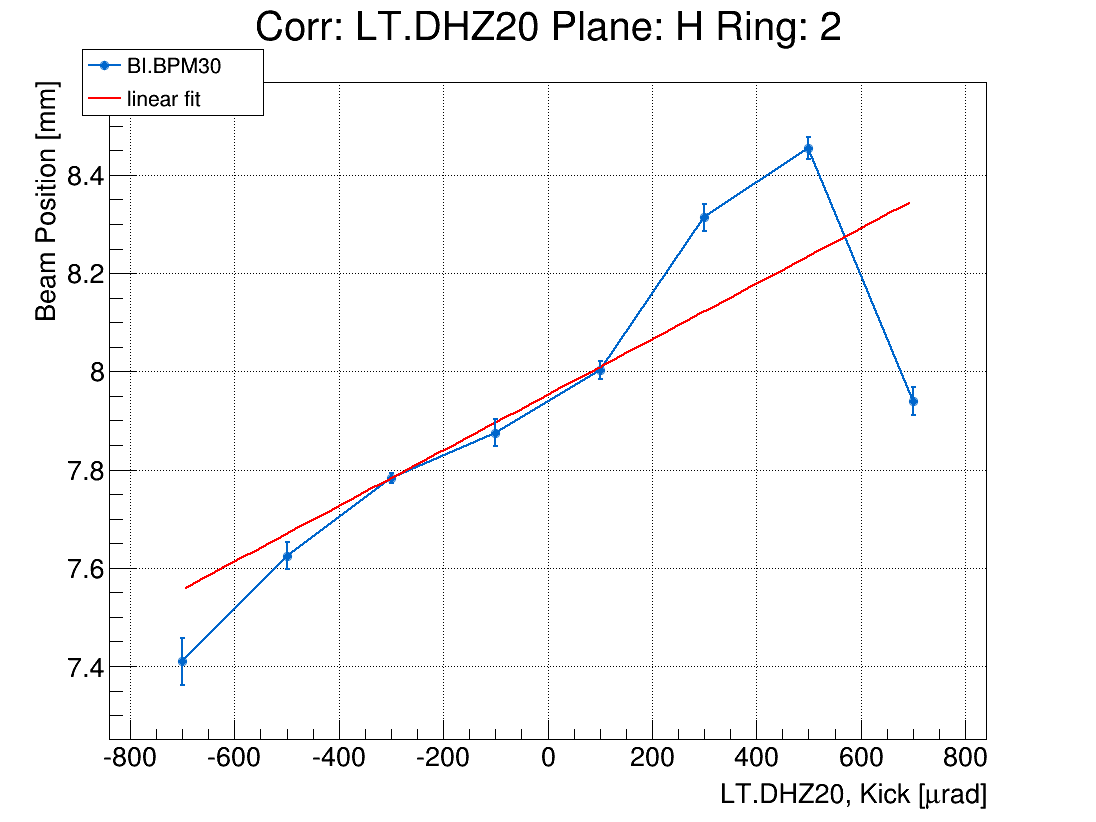 Corr: LT.DHZ20 Plane: H Ring: 2
BI.BPM30
linear fit
Beam Position [mm]
8.4
8.2
8
7.8
7.6
7.4
-800 -600 -400 -200 0 200 400 600 800
LT.DHZ20, Kick [μrad]